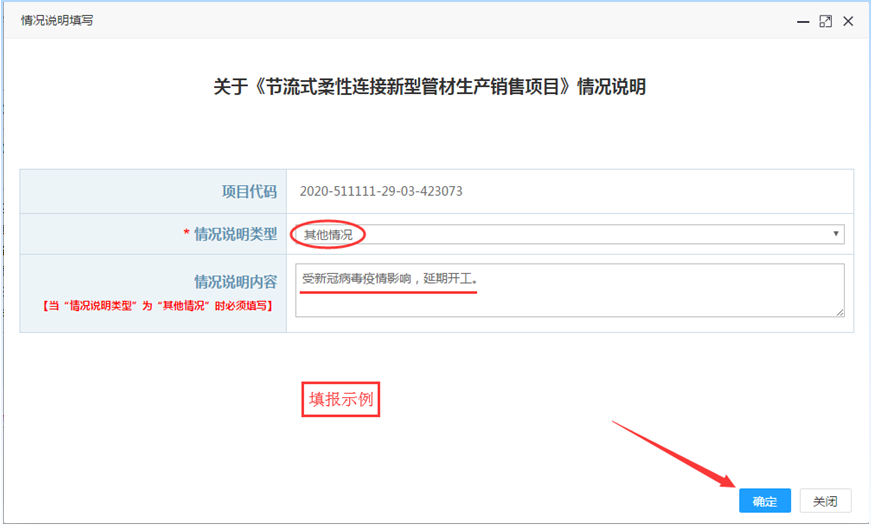 情况说明填写
关于《节流式柔性连接新型管材生产销售项目》情况说明
项目代码
2020-511111-29-03-423073
* 情况说明类型
其他情况
情况说明内容
【当“情况说明类型”为“其他情况”时必须填写】
受新冠病毒疫情影响，延期开工。
填报示例
确定
关闭